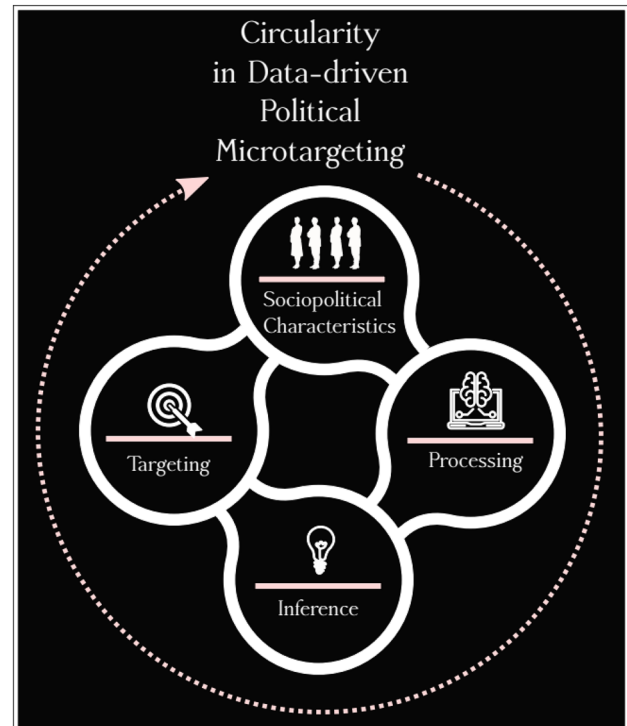 Circularity
in Data-driven
Political
Microtargeting
Sociopolitical
Characteristics
Processing
Inference
Targeting